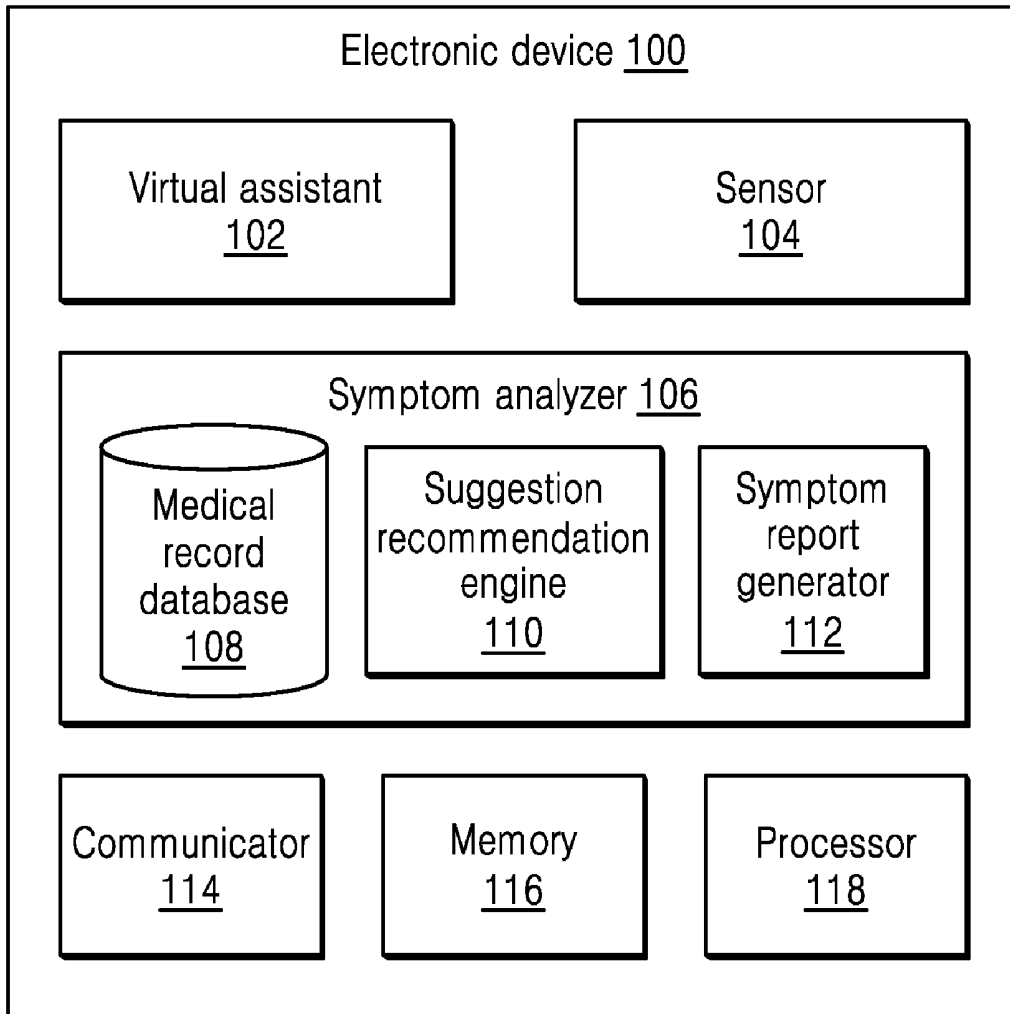 Electronic device 100
Virtual assistant
102
Sensor
104
Symptom analyzer 106
Medical
record
database
108
Suggestion
recommendation
engine
110
Symptom
report
generator
112
Communicator
114
Memory
116
Processor
118